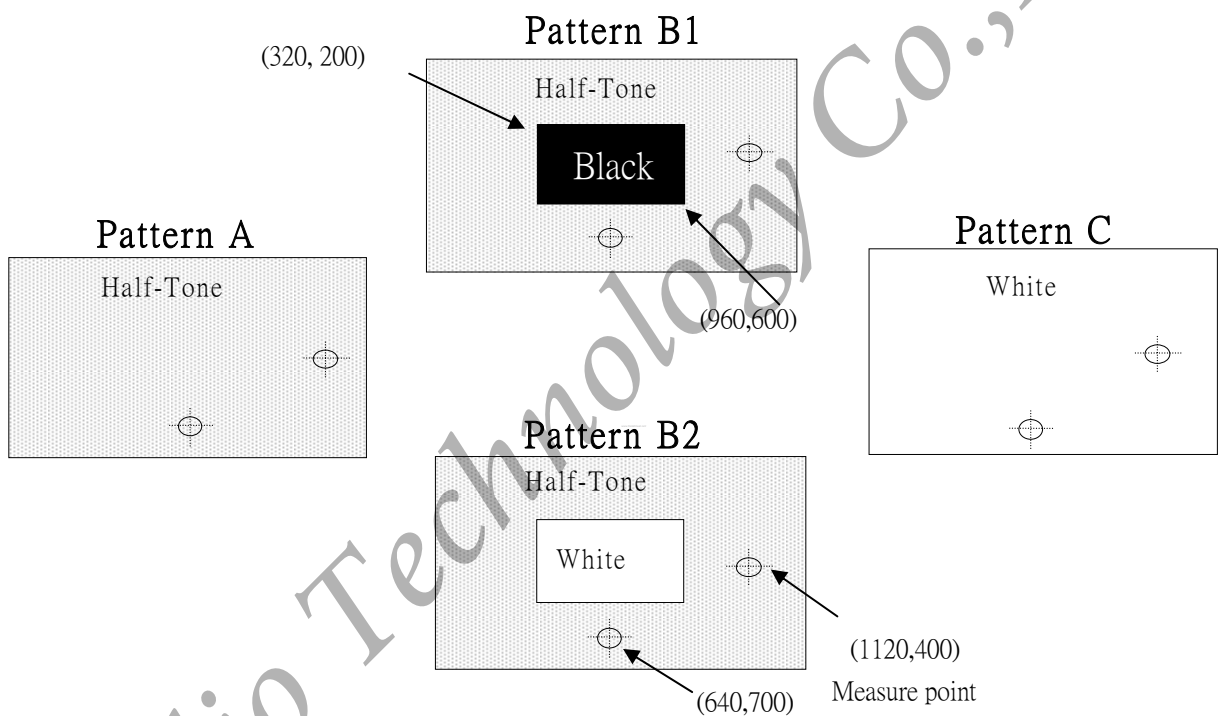 Pattern B1
(320, 200)
Half-Tone
Black
(960,600)
Pattern A
Half-Tone
Pattern C
White
Pattern B2
Half-Tone
White
(1120,400)
Measure point
(640,700)
Technology Co.,